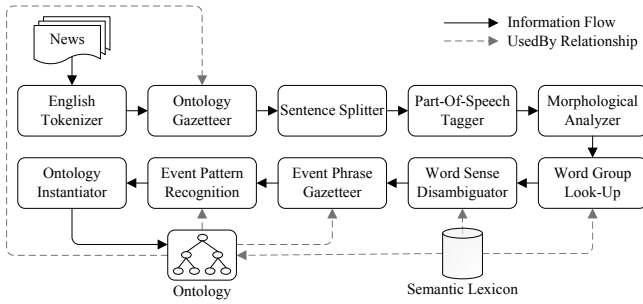 News
Information Flow
UsedBy Relationship
English
Tokenizer
Ontology
Gazetteer
Sentence Splitter
Part-Of-Speech
Tagger
Morphological
Analyzer
Ontology
Instantiator
Event Pattern
Recognition
Event Phrase
Gazetteer
Word Sense
Disambiguator
Word Group
Look-Up
Ontology
Semantic Lexicon